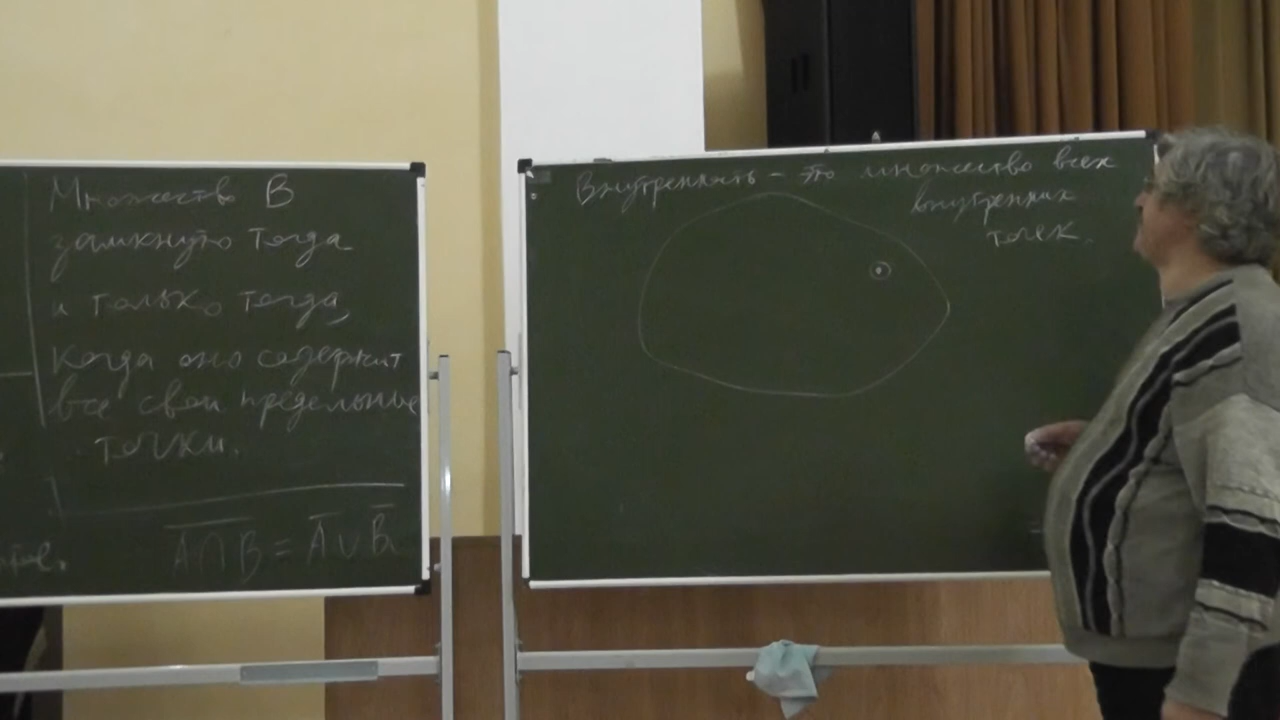 Множество B
замкнуто тогда
и только тогда,
когда оно содержит
все свои предельные
точки.
A̅∩̅B̅ = A̅ ∪ B̅
Внутренность – это множество всех
внутренних
точек.